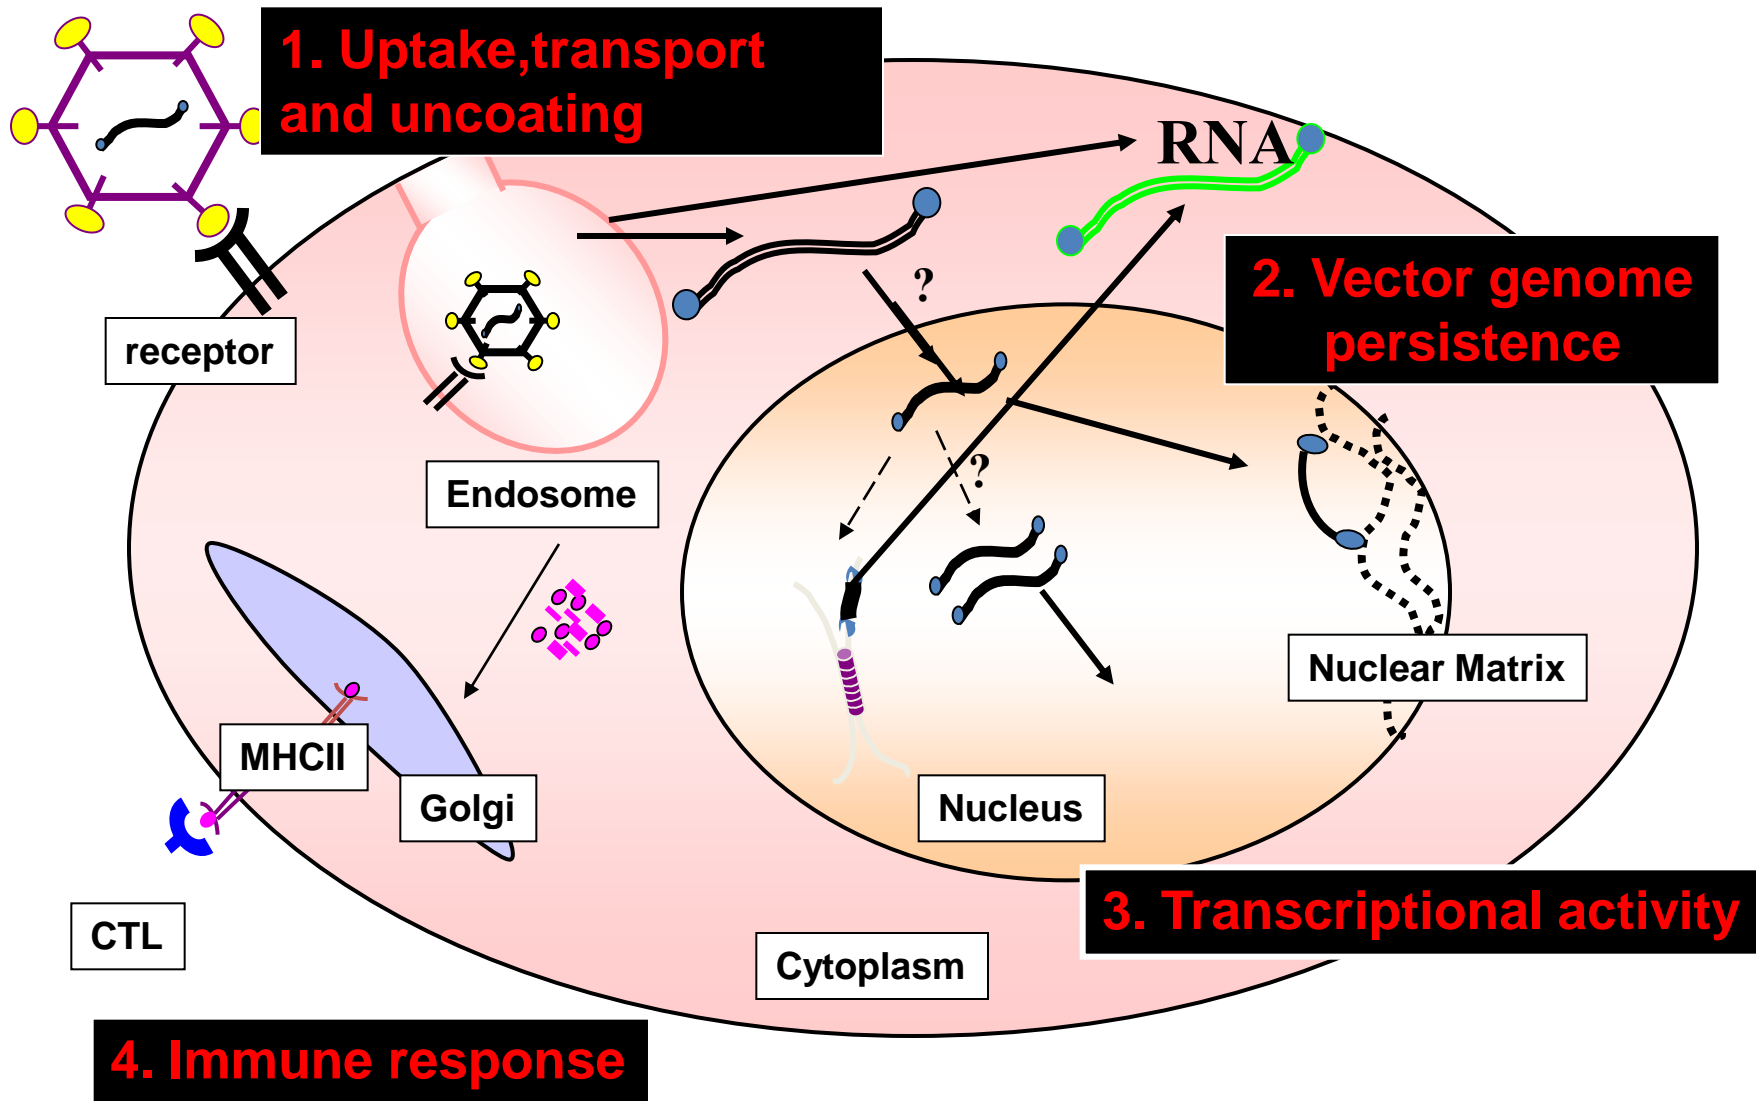 1. Uptake,transport
and uncoating
RNA
?
2. Vector genome
persistence
receptor
?
Endosome
Nuclear Matrix
MHCII
Golgi
Nucleus
3. Transcriptional activity
CTL
Cytoplasm
4. Immune response